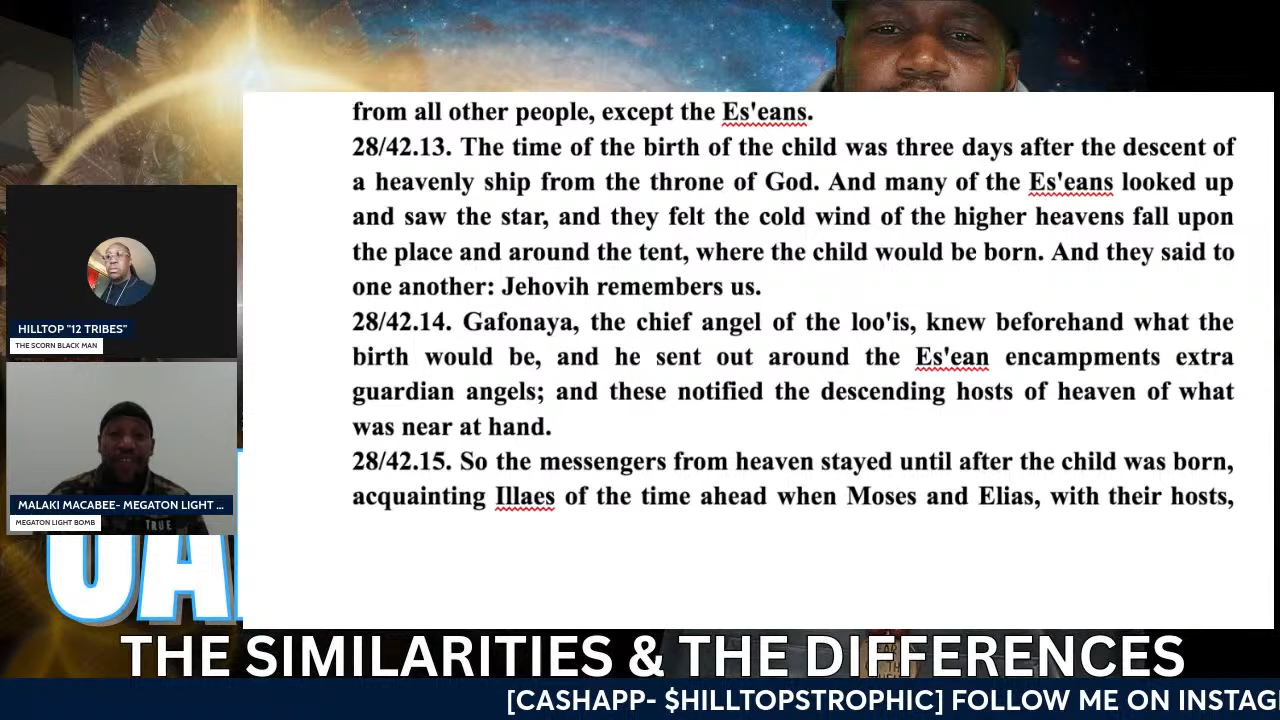 from all other people, except the Es'eans.
28/42.13. The time of the birth of the child was three days after the descent of
a heavenly ship from the throne of God. And many of the Es'eans looked up
and saw the star, and they felt the cold wind of the higher heavens fall upon
the place and around the tent, where the child would be born. And they said to
one another: Jehovih remembers us.
28/42.14. Gafonaya, the chief angel of the loo'is, knew beforehand what the
birth would be, and he sent out around the Es'ean encampments extra
guardian angels; and these notified the descending hosts of heaven of what
was near at hand.
28/42.15. So the messengers from heaven stayed until after the child was born,
acquainting Illaes of the time ahead when Moses and Elias, with their hosts,
HILLTOP "12 TRIBES"
THE SCORN BLACK MAN
MALAKI MACABEE- MEGATON LIGHT ...
MEGATON LIGHT BOMB
TRUE
THE SIMILARITIES & THE DIFFERENCES
[CASHAPP- $HILLTOPSTROPHIC] FOLLOW ME ON INSTAG